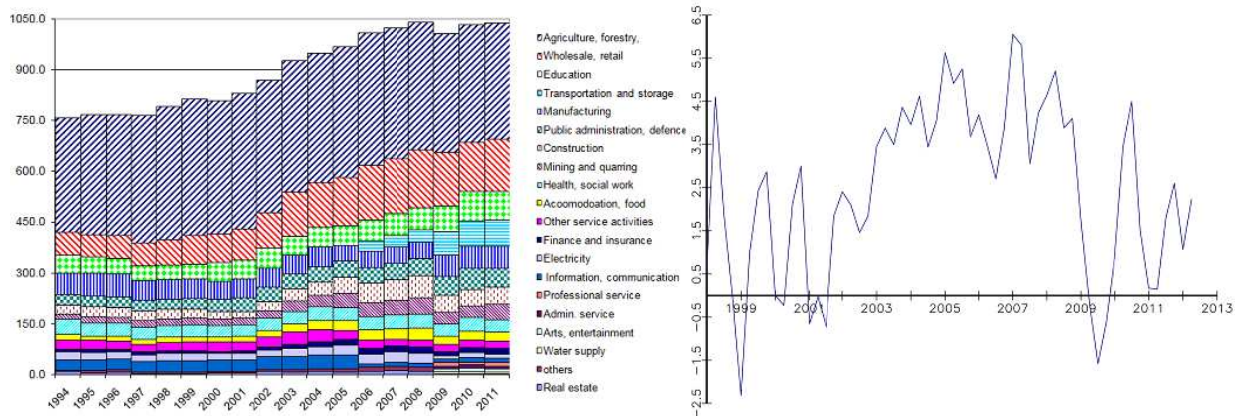 1050.0
900.0
750.0
600.0
450.0
300.0
150.0
0.0
1994
1995
1996
1997
1998
1999
2000
2001
2002
2003
2004
2005
2006
2007
2008
2009
2010
2011
Agriculture, forestry,
Wholesale, retail
Education
Transportation and storage
Manufacturing
Public administration, defence
Construction
Mining and quarring
Health, social work
Acoomodoation, food
Other service activities
Finance and insurance
Electricity
Information, communication
Professional service
Admin. service
Arts, entertainment
Water supply
others
Real estate
6.5
5.5
4.5
3.5
2.5
1.5
0.5
-0.5
-1.5
-2.5
1999
2001
2003
2005
2007
2009
2011
2013